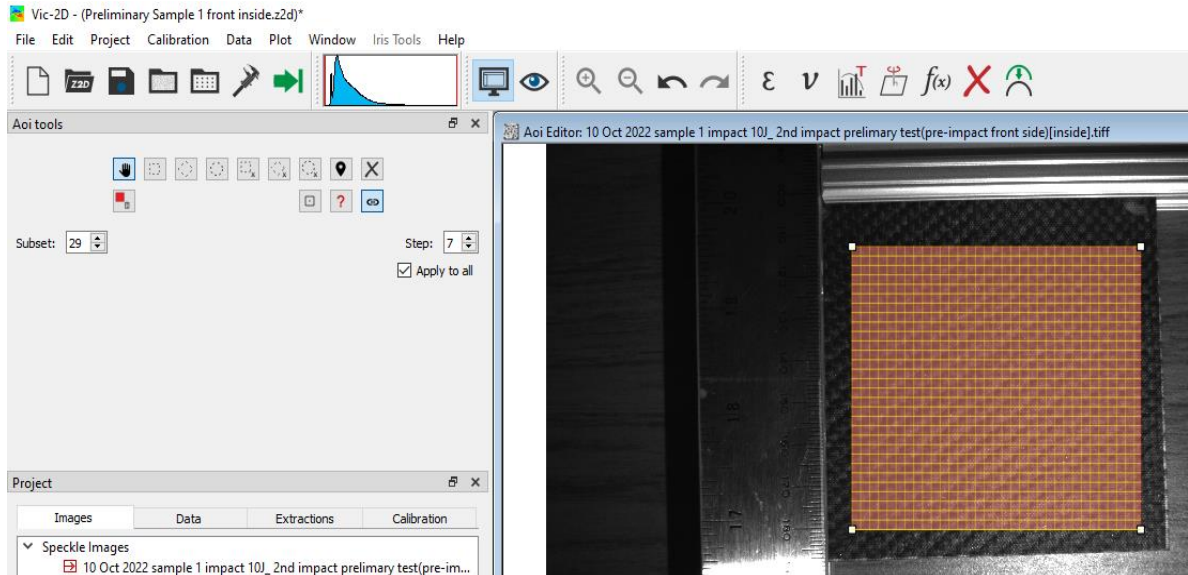 Vic-2D - (Preliminary Sample 1 front inside.z2d)*
File Edit Project Calibration Data Plot Window Iris Tools Help
Z2D ε ν T f(x)
Aoi tools
Aoi Editor: 10 Oct 2022 sample 1 impact 10J_ 2nd impact prelimary test(pre-impact front side)[inside].tiff
?
Subset: 29 Step: 7
Apply to all
18
17
Project
Images Data Extractions Calibration
Speckle Images
10 Oct 2022 sample 1 impact 10J_ 2nd impact prelimary test(pre-im...